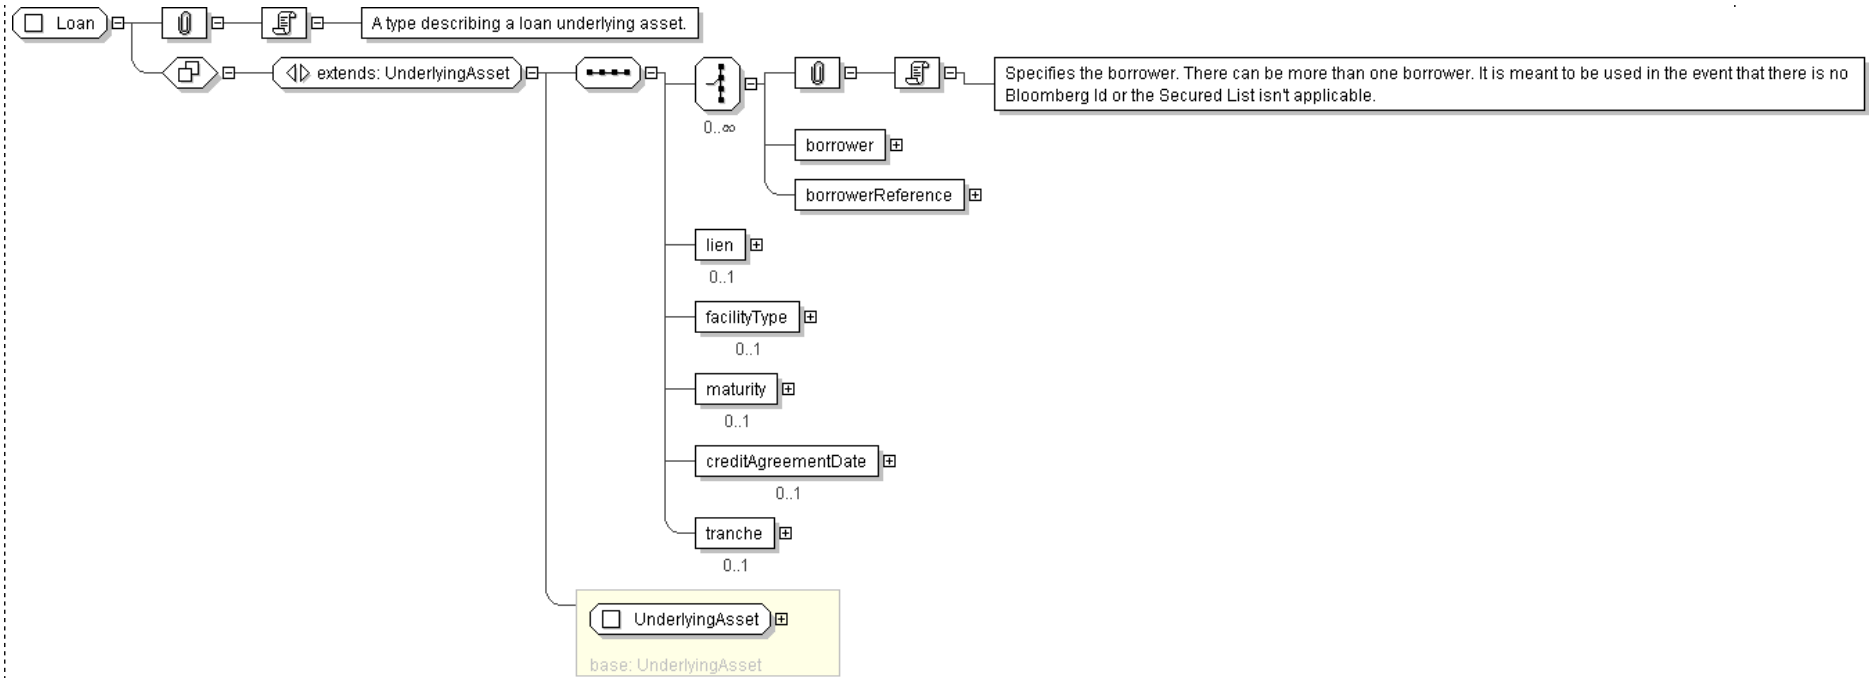 Loan
A type describing a loan underlying asset.
extends: UnderlyingAsset
0..∞
Specifies the borrower. There can be more than one borrower. It is meant to be used in the event that there is no
Bloomberg Id or the Secured List isn't applicable.
borrower
borrowerReference
lien
0..1
facilityType
0..1
maturity
0..1
creditAgreementDate
0..1
tranche
0..1
UnderlyingAsset
base: UnderlyingAsset